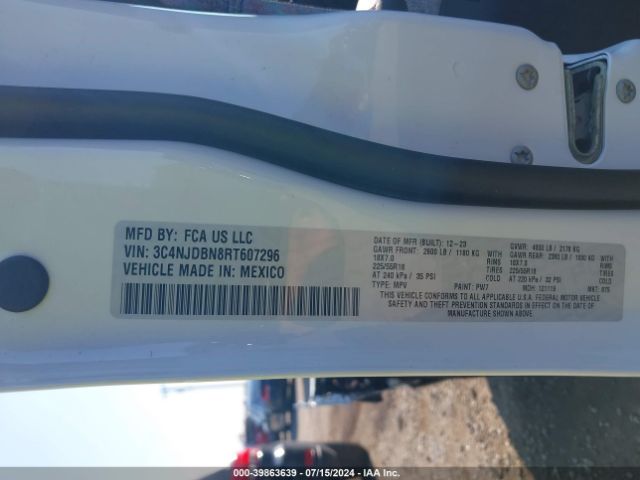 MFD BY: FCA US LLC
VIN: 3C4NJDBN8RT607296
VEHICLE MADE IN: MEXICO
DATE OF MFR (BUILT): 12-23
GAWR FRONT: 2600 LB / 1180 KG WITH
18X7.0 RIMS
225/55R18 TIRES
AT 240 kPa / 35 PSI COLD
TYPE: MPV
GVWR: LB / KG
GAWR REAR: LB / KG WITH
18X7.0 RIMS
225/55R18 TIRES
AT 220 kPa / 32 PSI COLD
PAINT: PW7 MDH: 121119
THIS VEHICLE CONFORMS TO ALL APPLICABLE U.S.A. FEDERAL MOTOR VEHICLE
SAFETY AND THEFT PREVENTION STANDARDS IN EFFECT ON THE DATE OF
MANUFACTURE SHOWN ABOVE.
000-39863639 - 07/15/2024 - IAA Inc.